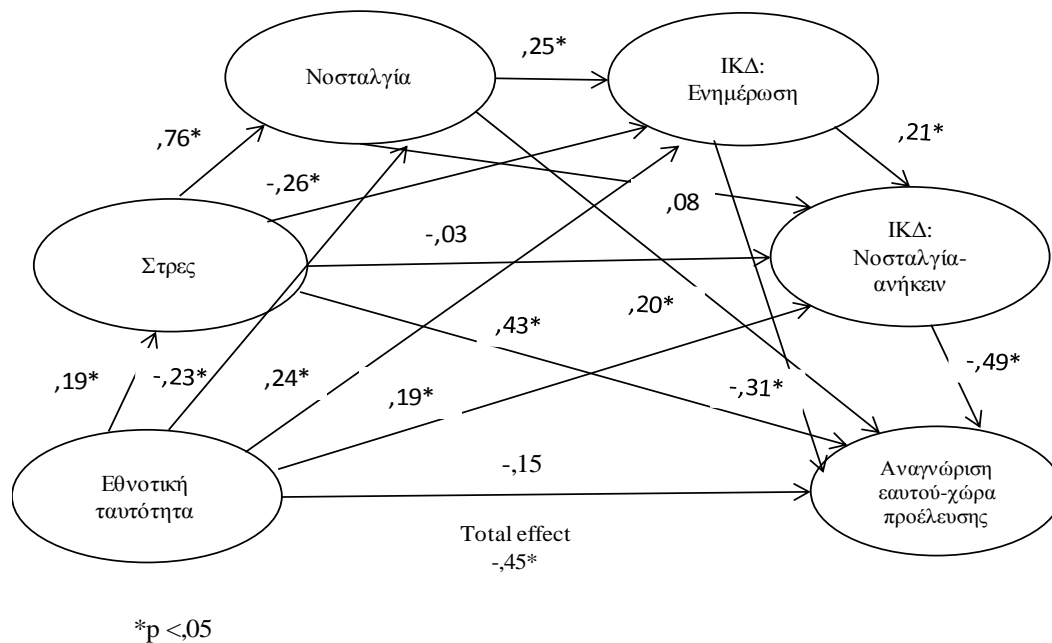 ,25*
Νοσταλγία
ΙΚΔ:
Ενημέρωση
,76*
,21*
-,26*
,08
ΙΚΔ:
Νοσταλγία-
ανήκειν
-,03
Στρες
,20*
,43*
-,49*
,19*
-,23*
,24*
,19*
-,31*
-,15
Εθνοτική
ταυτότητα
Αναγνώριση
εαυτού-χώρα
προέλευσης
Total effect
-,45*
*p <,05